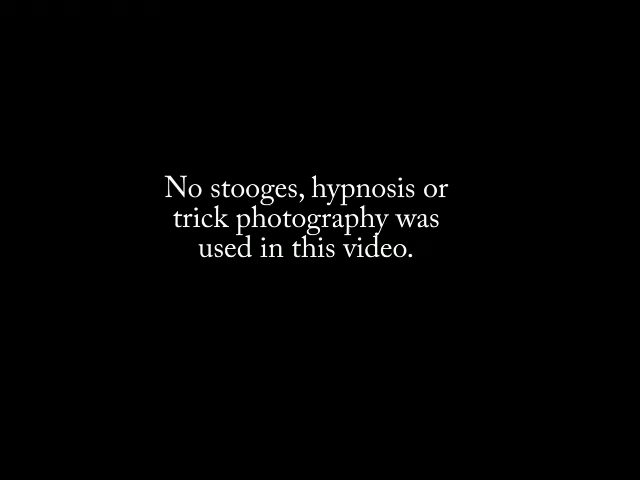 No stooges, hypnosis or
trick photography was
used in this video.